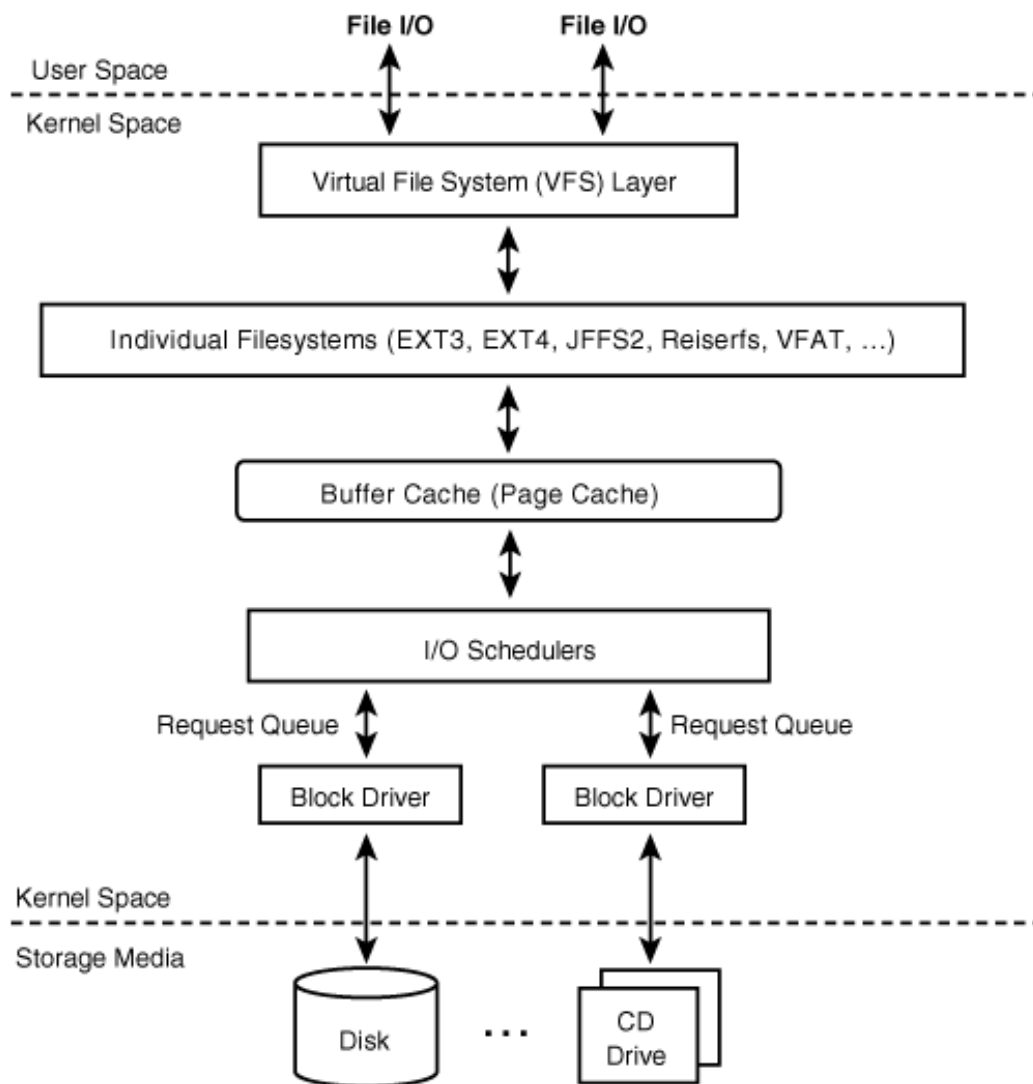 File I/O
File I/O
User Space
Kernel Space
Virtual File System (VFS) Layer
Individual Filesystems (EXT3, EXT4, JFFS2, Reiserfs, VFAT, …)
Buffer Cache (Page Cache)
I/O Schedulers
Request Queue
Request Queue
Block Driver
Block Driver
Kernel Space
Storage Media
Disk
...
CD
Drive